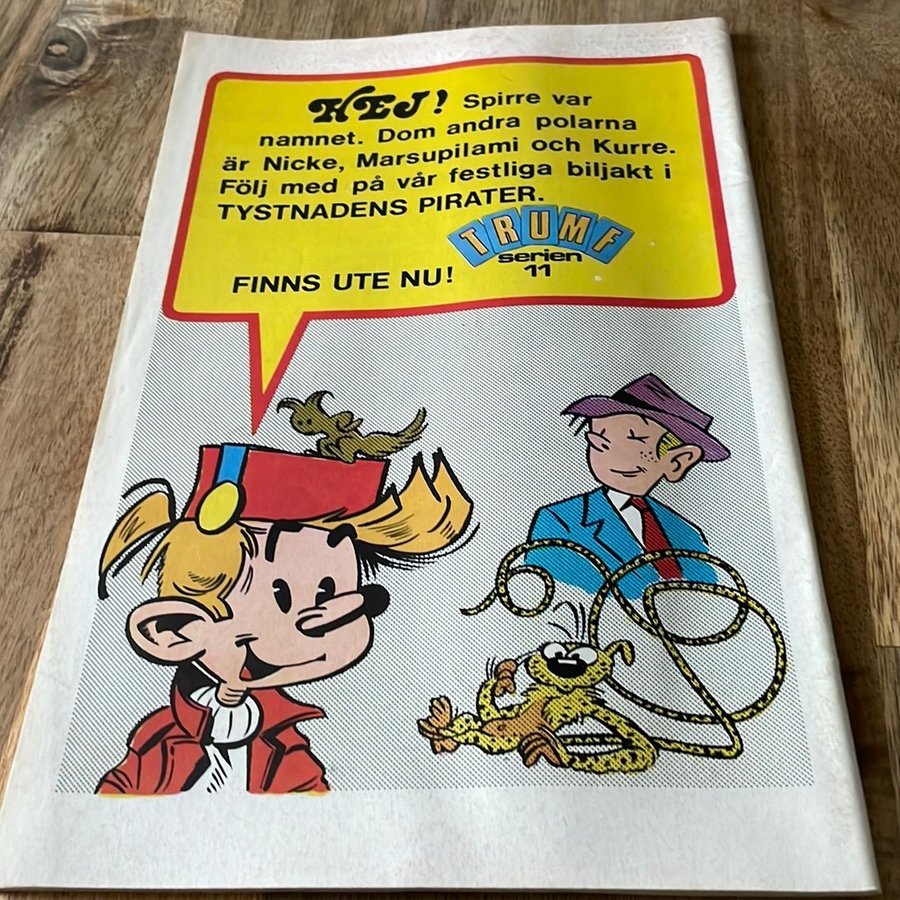 HEJ! Spirre var
namnet. Dom andra polarna
är Nicke, Marsupilami och Kurre.
Följ med på vår festliga biljakt i
TYSTNADENS PIRATER.
TRUMF
serien
11
FINNS UTE NU!